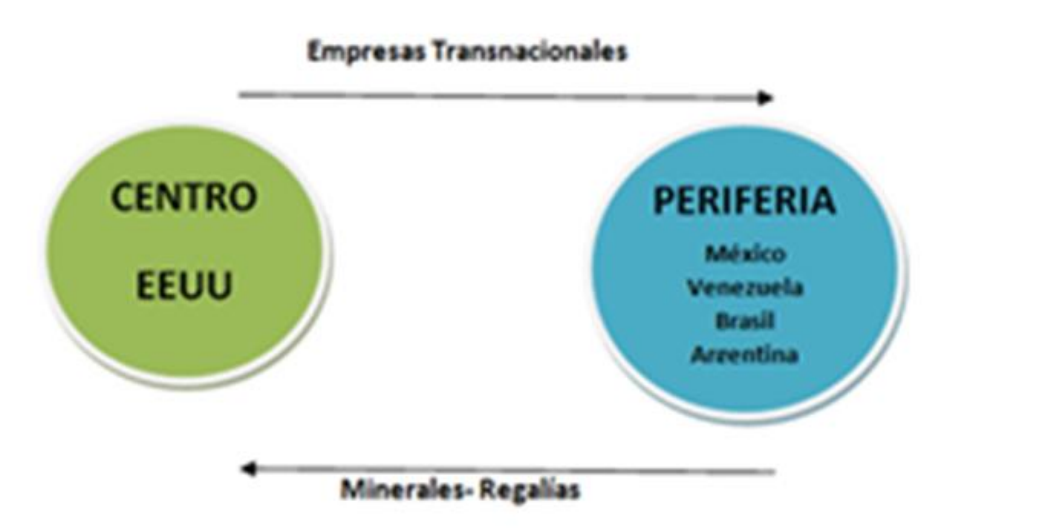 Empresas Transnacionales
CENTRO
EEUU
PERIFERIA
México
Venezuela
Brasil
Argentina
Minerales- Regalías